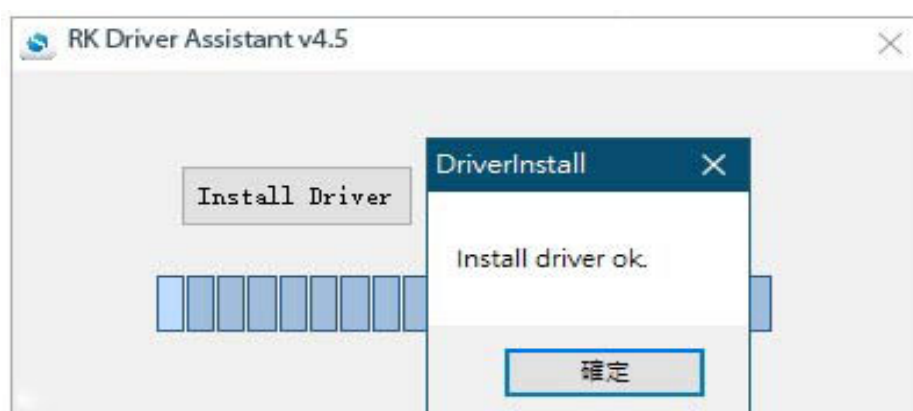 RK Driver Assistant v4.5
DriverInstall
Install Driver
Install driver ok.
確定